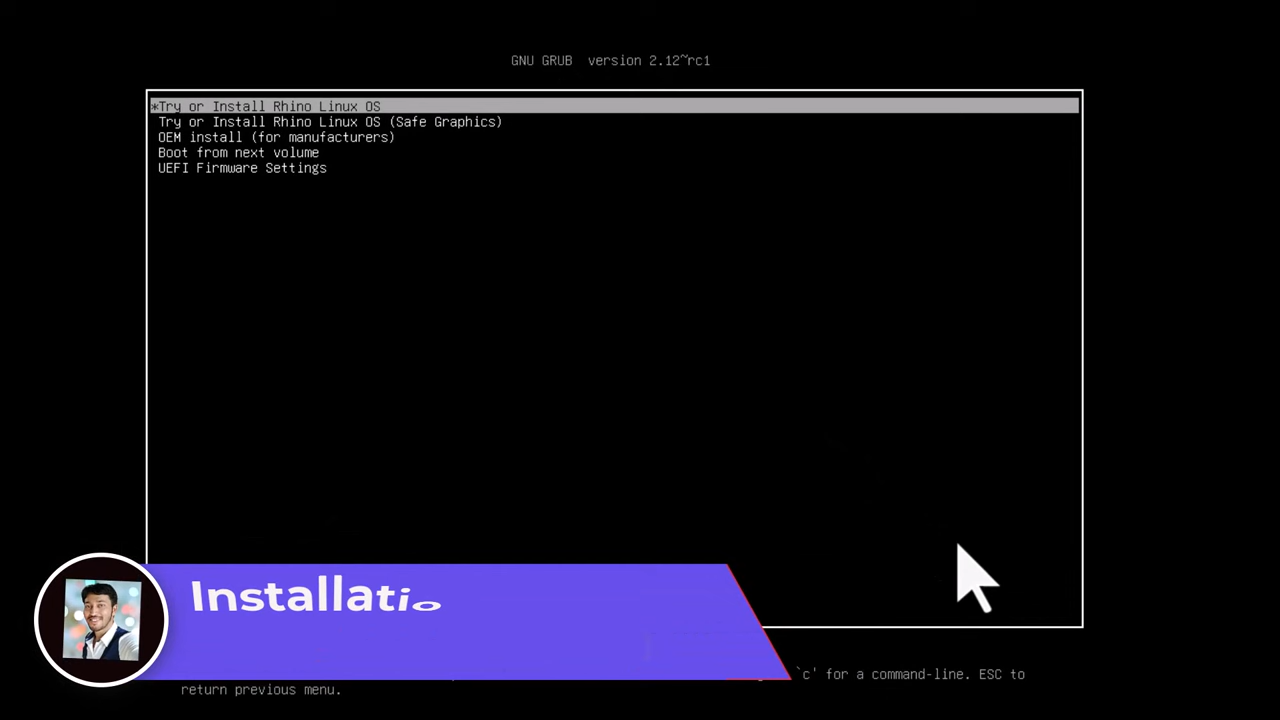 GNU GRUB version 2.12~rc1
*Try or Install Rhino Linux OS
Try or Install Rhino Linux OS (Safe Graphics)
OEM install (for manufacturers)
Boot from next volume
UEFI Firmware Settings
Installatio
`c' for a command-line. ESC to
return previous menu.